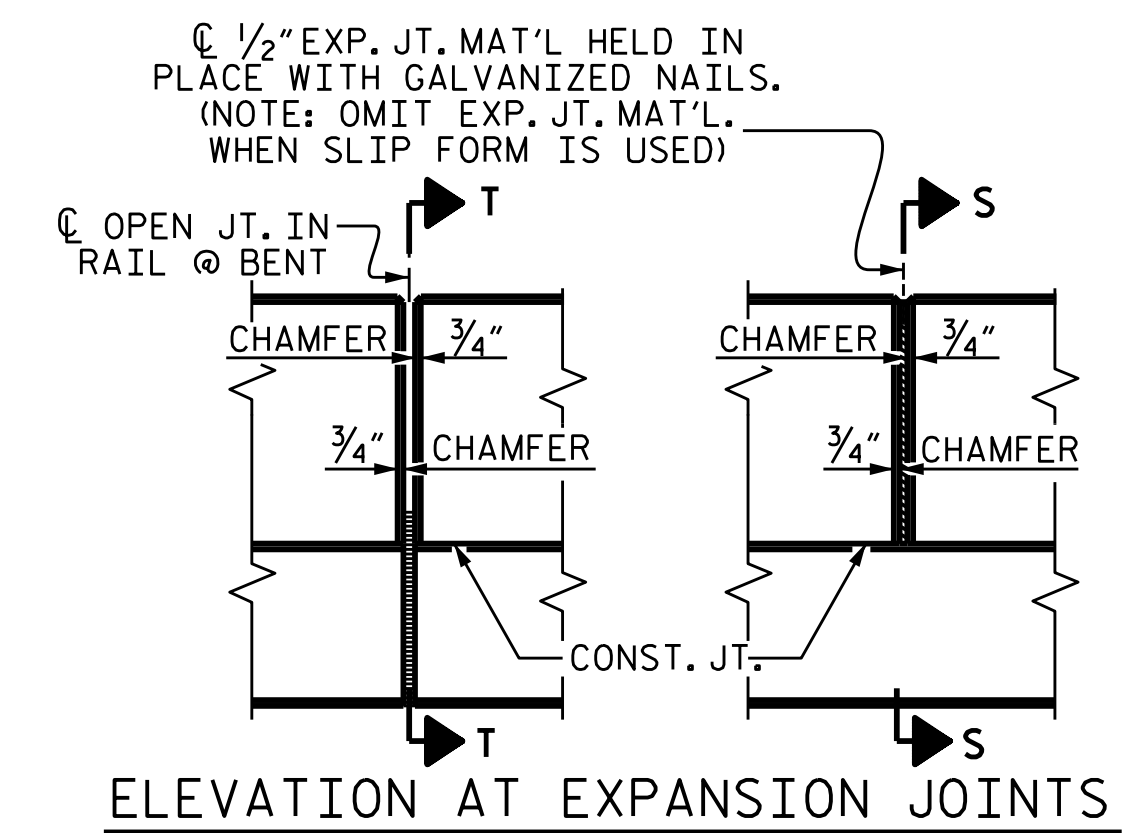 ℄ 1/2" EXP. JT. MAT'L HELD IN
PLACE WITH GALVANIZED NAILS.
(NOTE: OMIT EXP. JT. MAT'L.
WHEN SLIP FORM IS USED)
T
S
℄ OPEN JT. IN
RAIL @ BENT
CHAMFER
3/4"
CHAMFER
3/4"
3/4"
CHAMFER
3/4"
CHAMFER
CONST. JT.
T
S
ELEVATION AT EXPANSION JOINTS